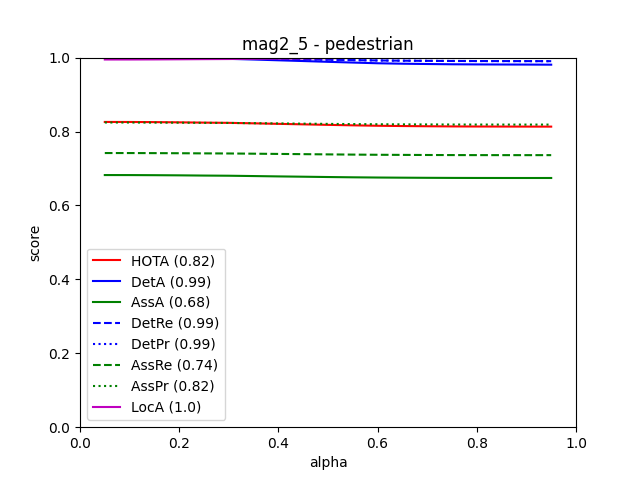 mag2_5 - pedestrian
1.0
0.8
0.6
0.4
0.2
0.0
score
HOTA (0.82)
DetA (0.99)
AssA (0.68)
DetRe (0.99)
DetPr (0.99)
AssRe (0.74)
AssPr (0.82)
LocA (1.0)
0.0 0.2 0.4 0.6 0.8 1.0
alpha